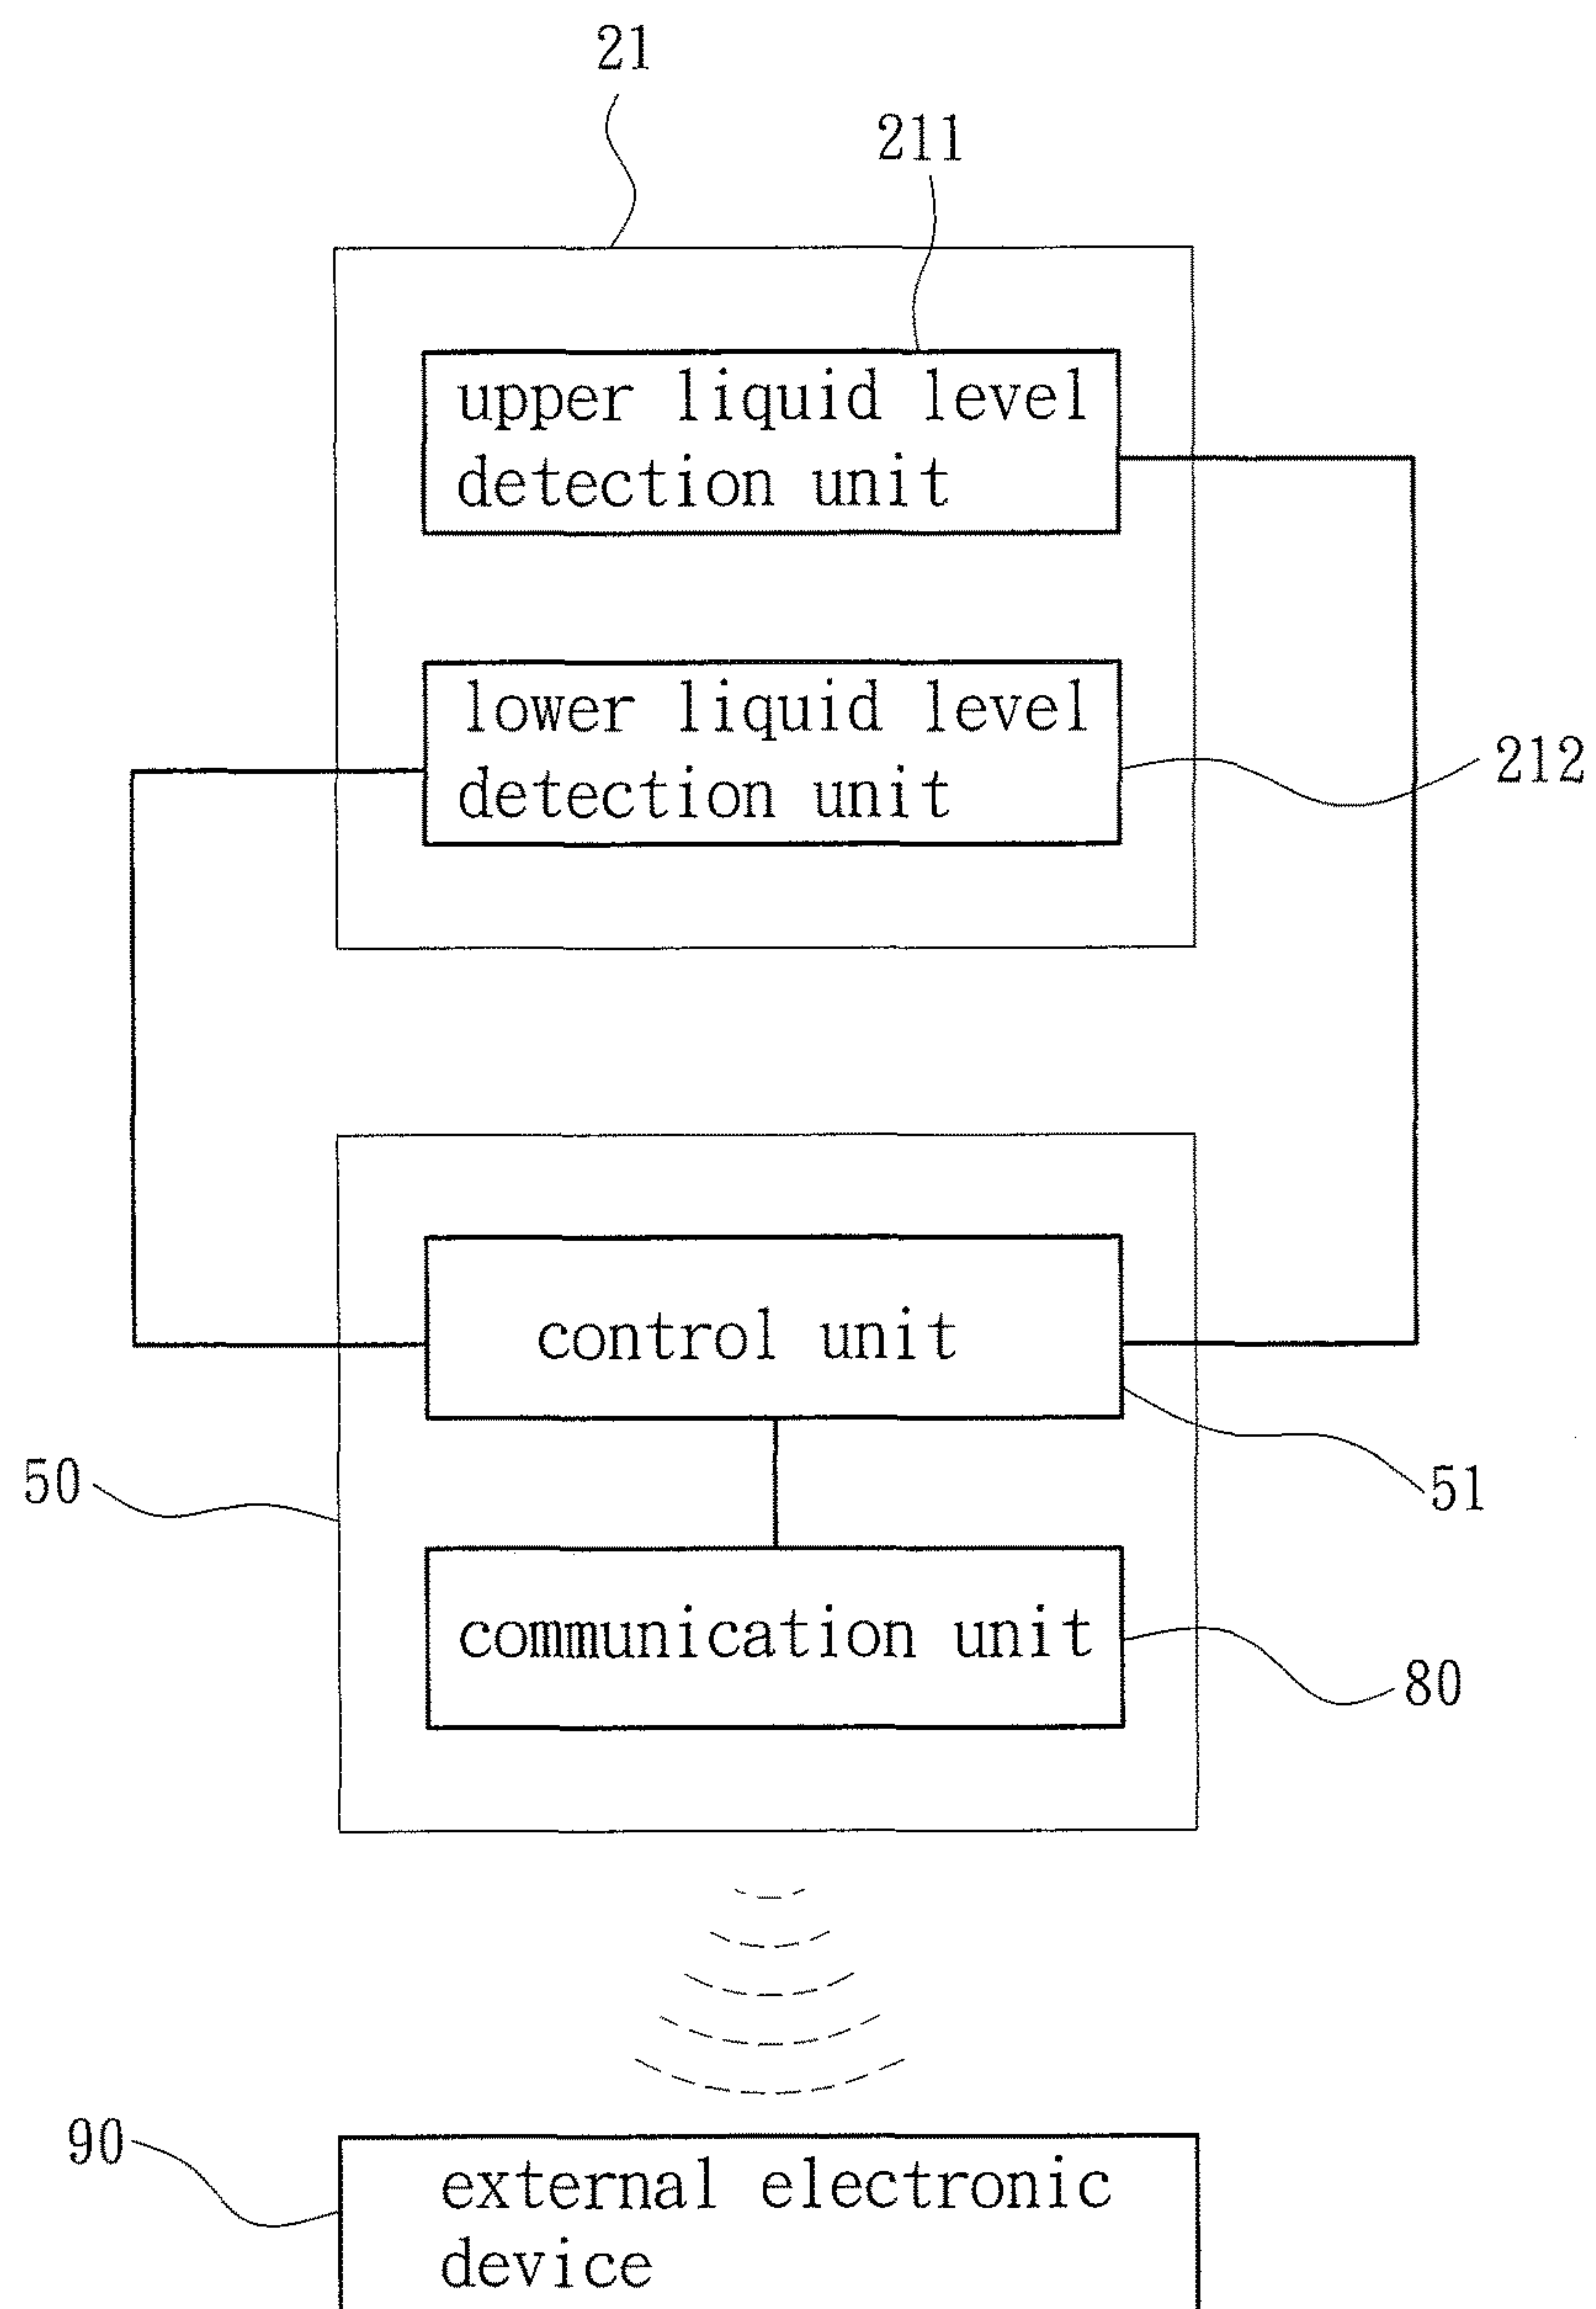 21
211
upper liquid level
detection unit
lower liquid level
detection unit
212
control unit
50
51
communication unit
80
90
external electronic
device